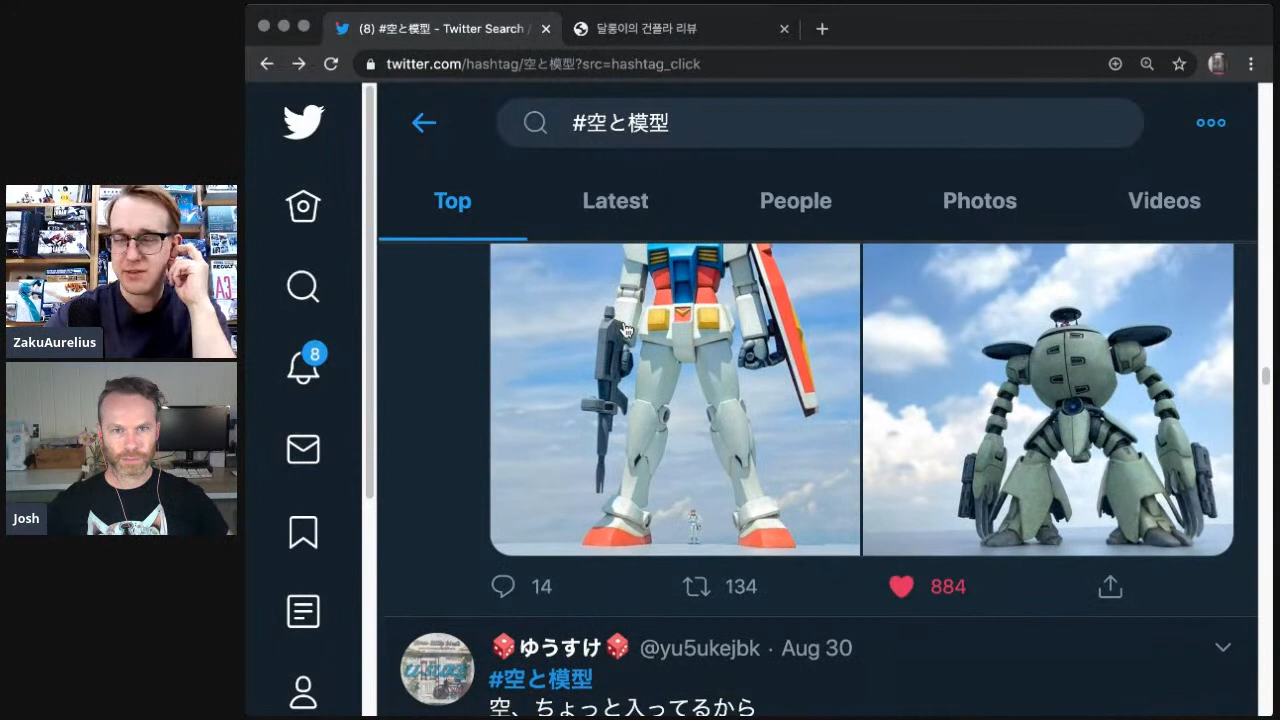 (8) #空と模型 - Twitter Search /
달롱이의 건플라 리뷰
twitter.com/hashtag/空と模型?src=hashtag_click
#空と模型
Top
Latest
People
Photos
Videos
8
ZakuAurelius
Josh
A3
14
134
884
ゆうすけ @yu5ukejbk · Aug 30
#空と模型
空、ちょっと入ってるから